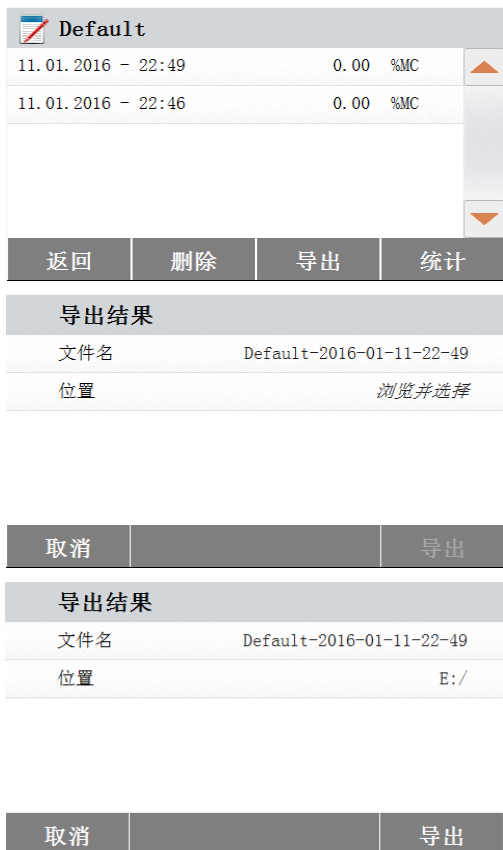 Default
11.01.2016 - 22:49 0.00 %MC
11.01.2016 - 22:46 0.00 %MC
返回 删除 导出 统计
导出结果
文件名 Default-2016-01-11-22-49
位置 浏览并选择
取消 导出
导出结果
文件名 Default-2016-01-11-22-49
位置 E:/
取消 导出